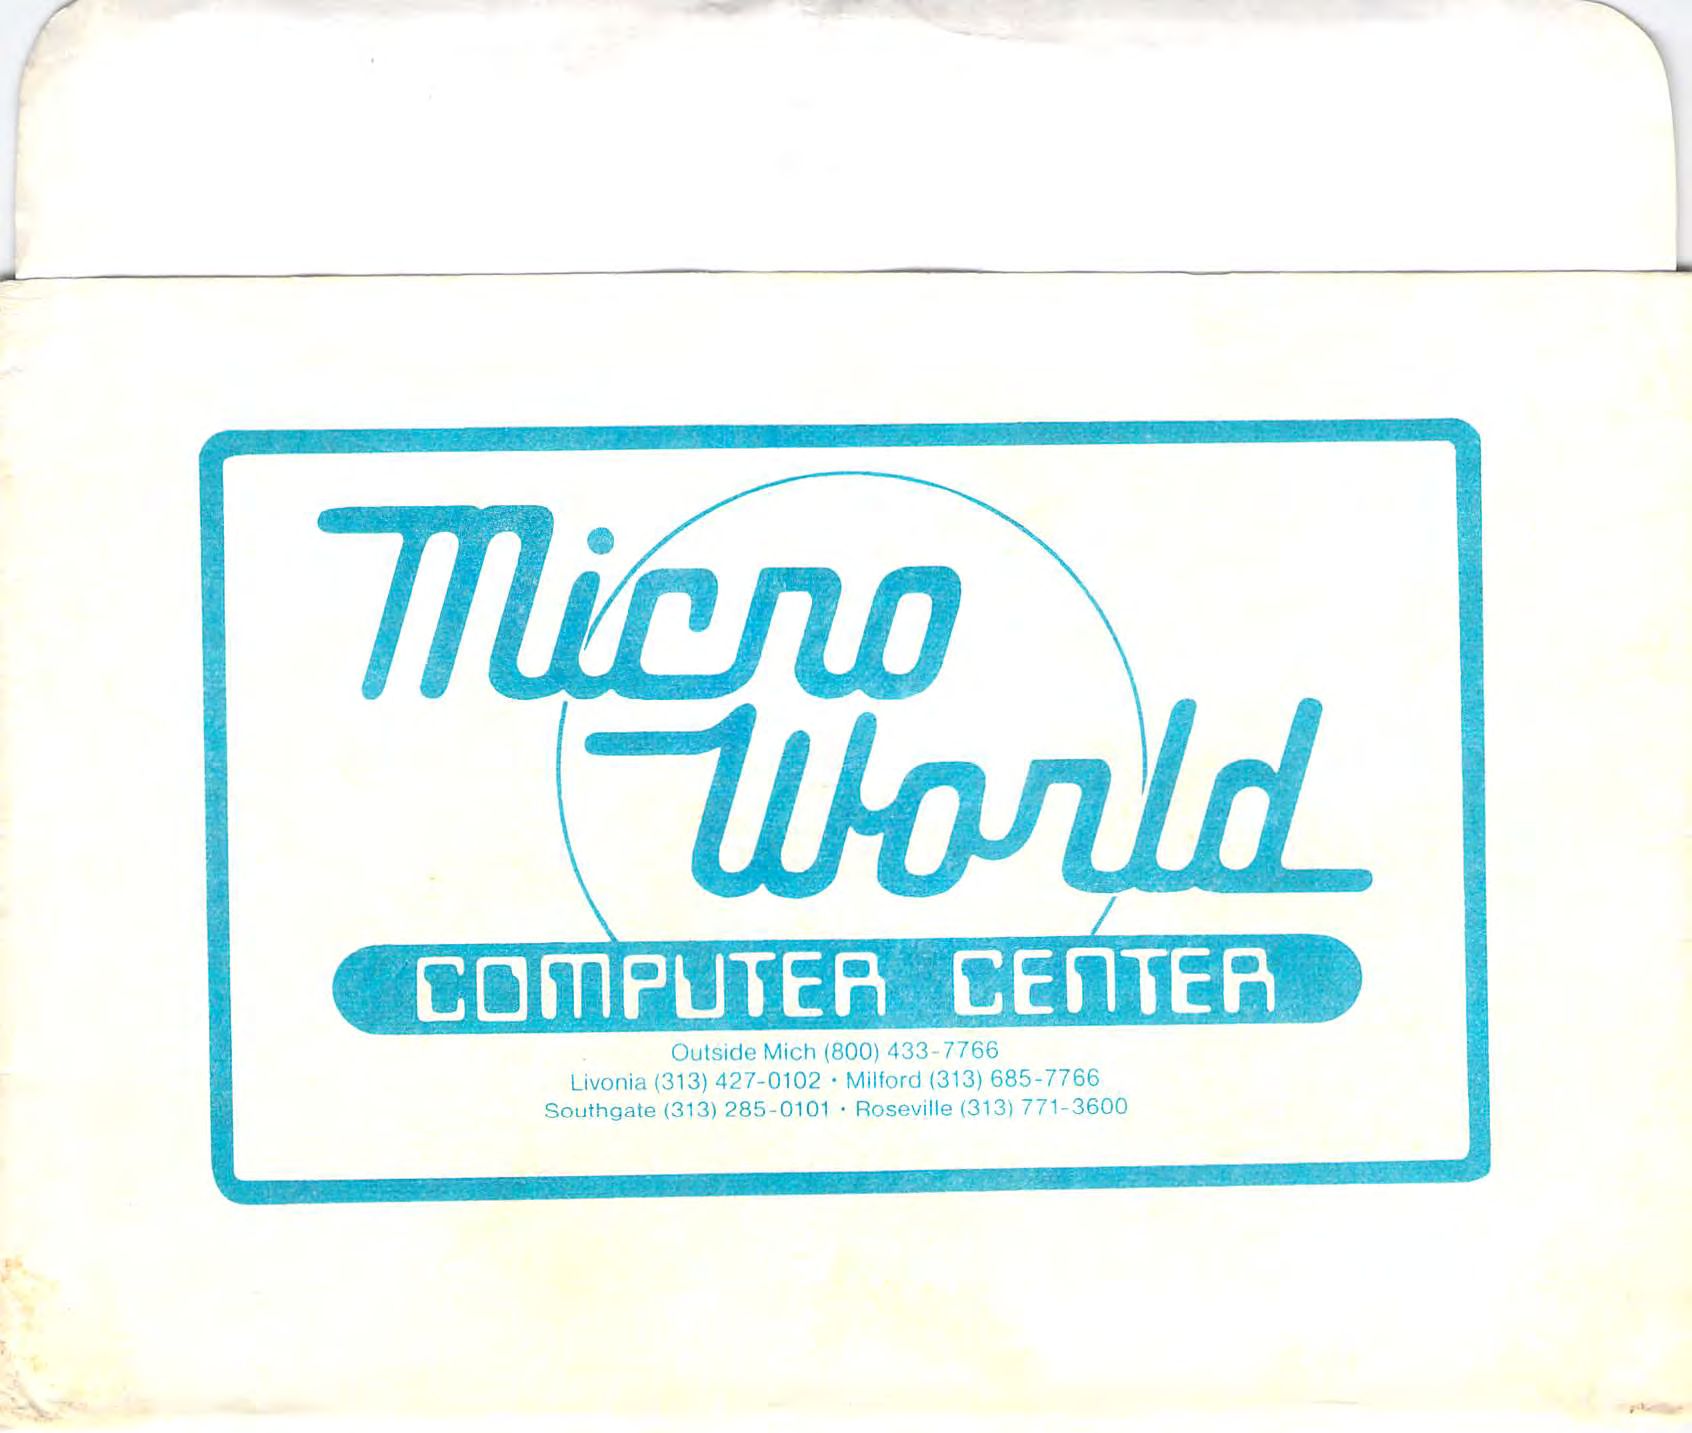 Micro
World
COMPUTER CENTER
Outside Mich (800) 433-7766
Livonia (313) 427-0102 • Milford (313) 685-7766
Southgate (313) 285-0101 • Roseville (313) 771-3600